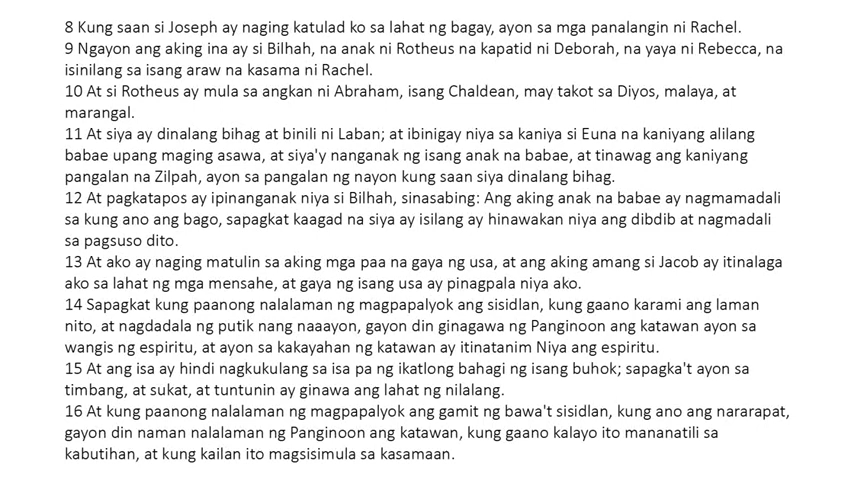 8 Kung saan si Joseph ay naging katulad ko sa lahat ng bagay, ayon sa mga panalangin ni Rachel.
9 Ngayon ang aking ina ay si Bilhah, na anak ni Rotheus na kapatid ni Deborah, na yaya ni Rebecca, na
isinilang sa isang araw na kasama ni Rachel.
10 At si Rotheus ay mula sa angkan ni Abraham, isang Chaldean, may takot sa Diyos, malaya, at
marangal.
11 At siya ay dinalang bihag at binili ni Laban; at ibinigay niya sa kaniya si Euna na kaniyang alilang
babae upang maging asawa, at siya'y nanganak ng isang anak na babae, at tinawag ang kaniyang
pangalan na Zilpah, ayon sa pangalan ng nayon kung saan siya dinalang bihag.
12 At pagkatapos ay ipinanganak niya si Bilhah, sinasabing: Ang aking anak na babae ay nagmamadali
sa kung ano ang bago, sapagkat kaagad na siya ay isilang ay hinawakan niya ang dibdib at nagmadali
sa pagsuso dito.
13 At ako ay naging matulin sa aking mga paa na gaya ng usa, at ang aking amang si Jacob ay itinalaga
ako sa lahat ng mga mensahe, at gaya ng isang usa ay pinagpala niya ako.
14 Sapagkat kung paanong nalalaman ng magpapalyok ang sisidlan, kung gaano karami ang laman
nito, at nagdadala ng putik nang naaayon, gayon din ginagawa ng Panginoon ang katawan ayon sa
wangis ng espiritu, at ayon sa kakayahan ng katawan ay itinatanim Niya ang espiritu.
15 At ang isa ay hindi nagkukulang sa isa pa ng ikatlong bahagi ng isang buhok; sapagka't ayon sa
timbang, at sukat, at tuntunin ay ginawa ang lahat ng nilalang.
16 At kung paanong nalalaman ng magpapalyok ang gamit ng bawa't sisidlan, kung ano ang nararapat,
gayon din naman nalalaman ng Panginoon ang katawan, kung gaano kalayo ito mananatili sa
kabutihan, at kung kailan ito magsisimula sa kasamaan.